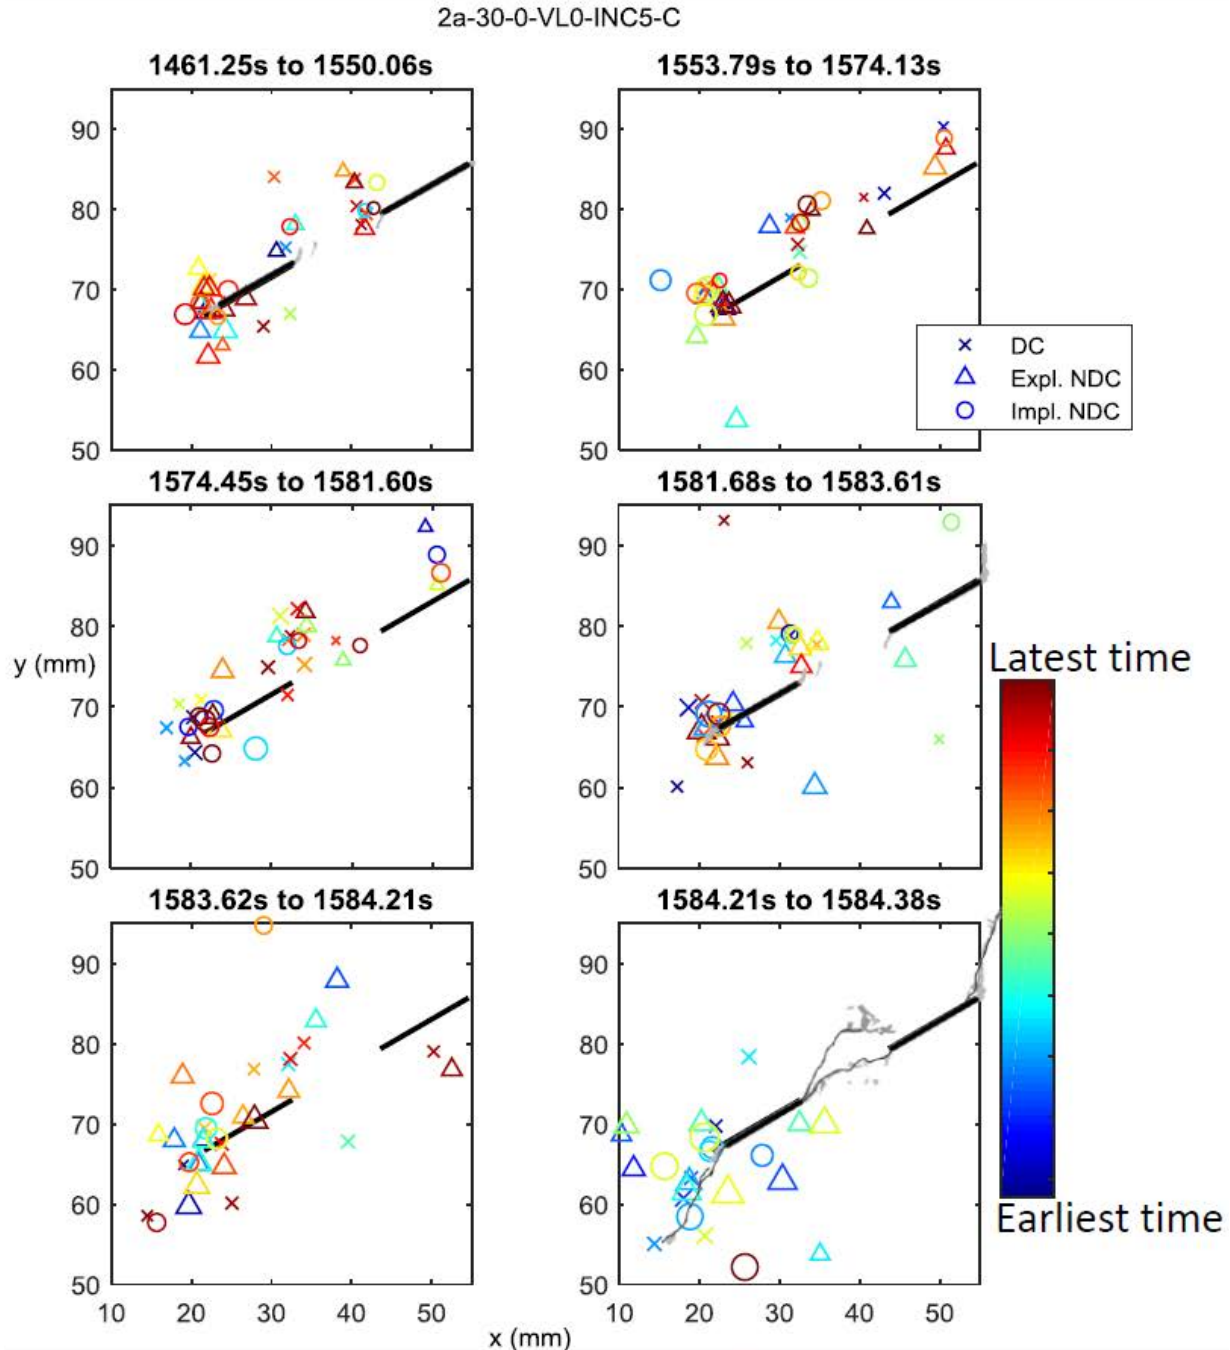 2a-30-0-VL0-INC5-C
1461.25s to 1550.06s
1553.79s to 1574.13s
90
80
70
60
50
90
80
70
60
50
DC
Expl. NDC
Impl. NDC
1574.45s to 1581.60s
1581.68s to 1583.61s
90
80
70
60
50
90
80
70
60
50
y (mm)
Latest time
Earliest time
1583.62s to 1584.21s
1584.21s to 1584.38s
90
80
70
60
50
90
80
70
60
50
10 20 30 40 50
10 20 30 40 50
x (mm)